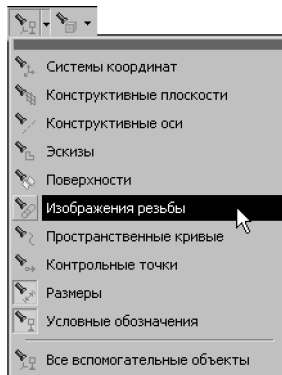 Системы координат
Конструктивные плоскости
Конструктивные оси
Эскизы
Поверхности
Изображения резьбы
Пространственные кривые
Контрольные точки
Размеры
Условные обозначения
Все вспомогательные объекты